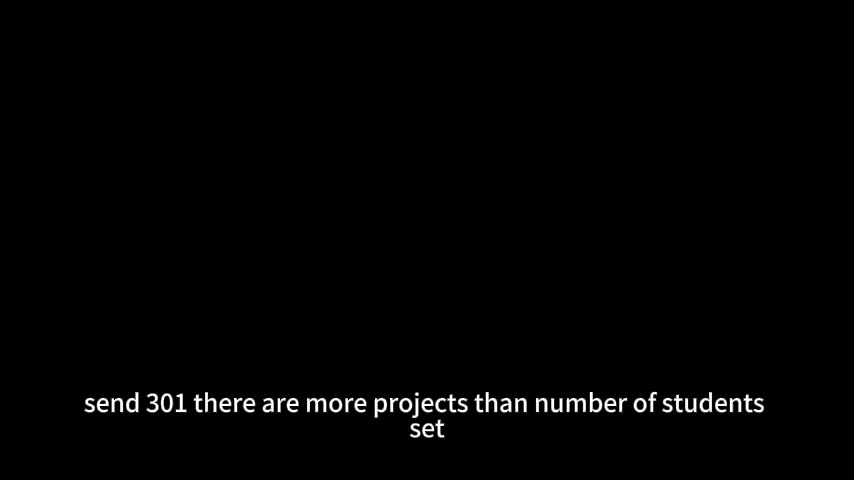 send 301 there are more projects than number of students
set